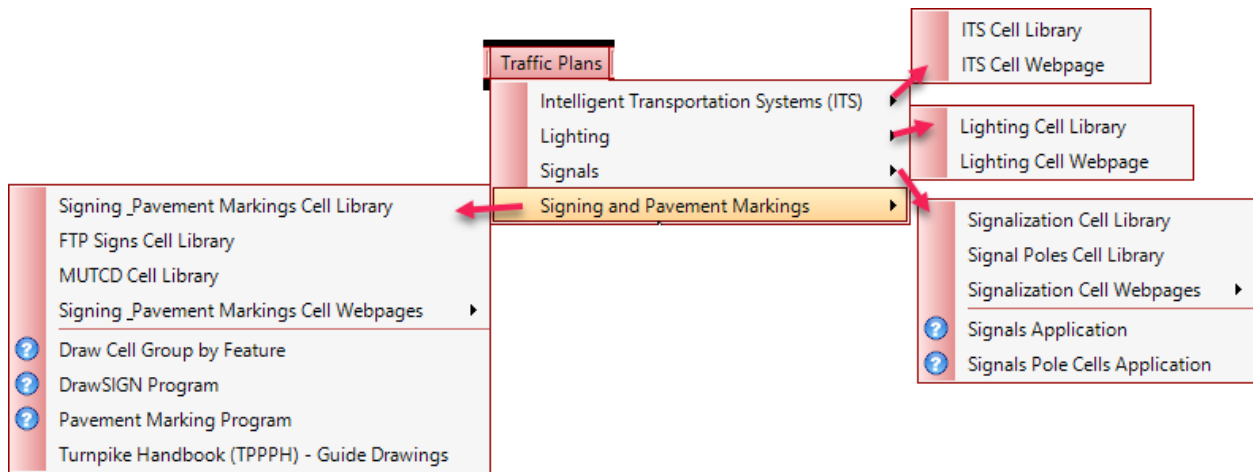 Traffic Plans
Intelligent Transportation Systems (ITS)
Lighting
Signals
Signing and Pavement Markings
ITS Cell Library
ITS Cell Webpage
Lighting Cell Library
Lighting Cell Webpage
Signalization Cell Library
Signal Poles Cell Library
Signalization Cell Webpages
Signals Application
Signals Pole Cells Application
Signing _Pavement Markings Cell Library
FTP Signs Cell Library
MUTCD Cell Library
Signing _Pavement Markings Cell Webpages
Draw Cell Group by Feature
DrawSIGN Program
Pavement Marking Program
Turnpike Handbook (TPPPH) - Guide Drawings